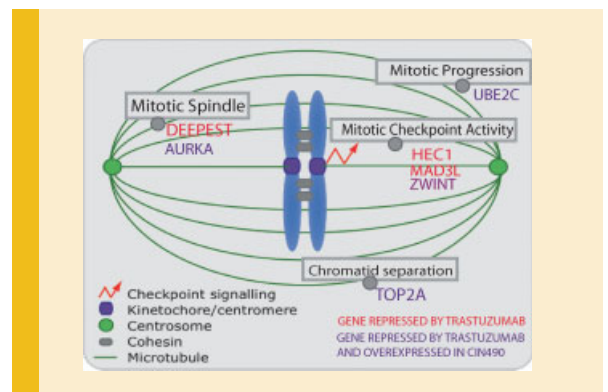 Mitotic Progression
UBE2C
Mitotic Spindle
DEEPEST
AURKA
Mitotic Checkpoint Activity
HEC1
MAD3L
ZWINT
Chromatid separation
TOP2A
Checkpoint signalling
Kinetochore/centromere
Centrosome
Cohesin
Microtubule
GENE REPRESSED BY TRASTUZUMAB
GENE REPRESSED BY TRASTUZUMAB
AND OVEREXPRESSED IN CIN490